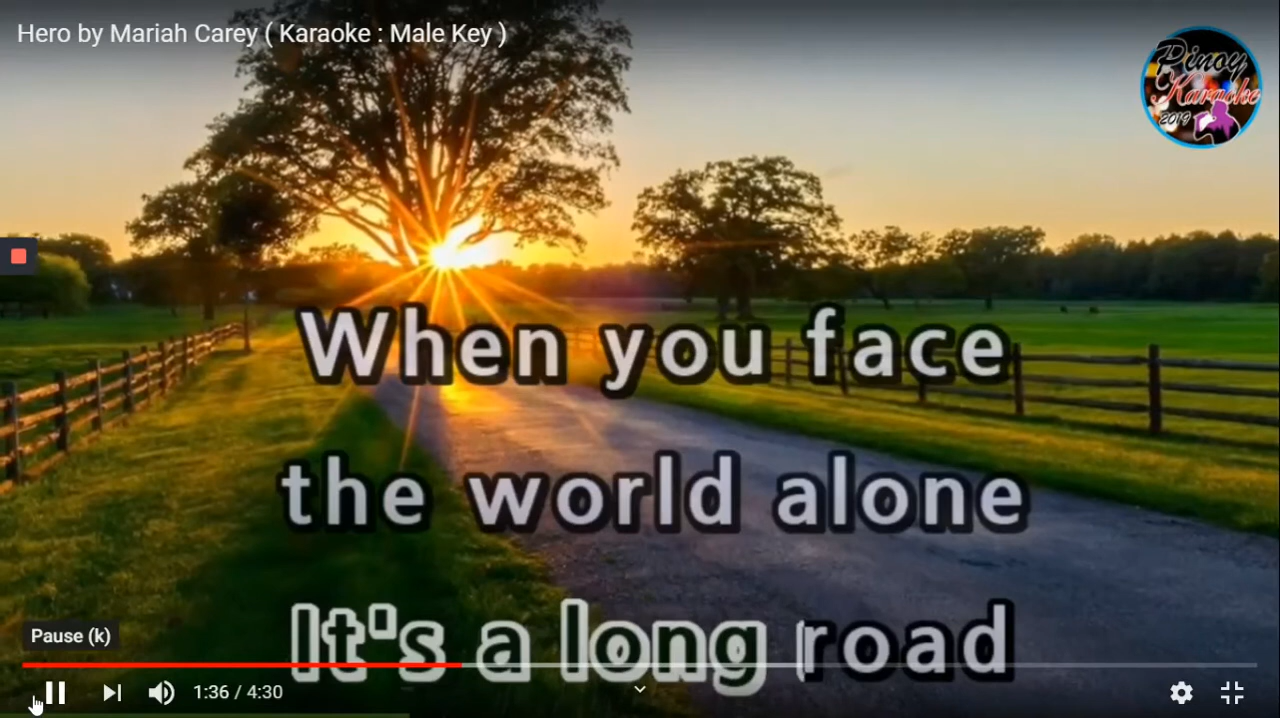 Hero by Mariah Carey ( Karaoke : Male Key )
Pinoy
Karaoke
2019
When you face
the world alone
It's a long road
Pause (k)
1:36 / 4:30